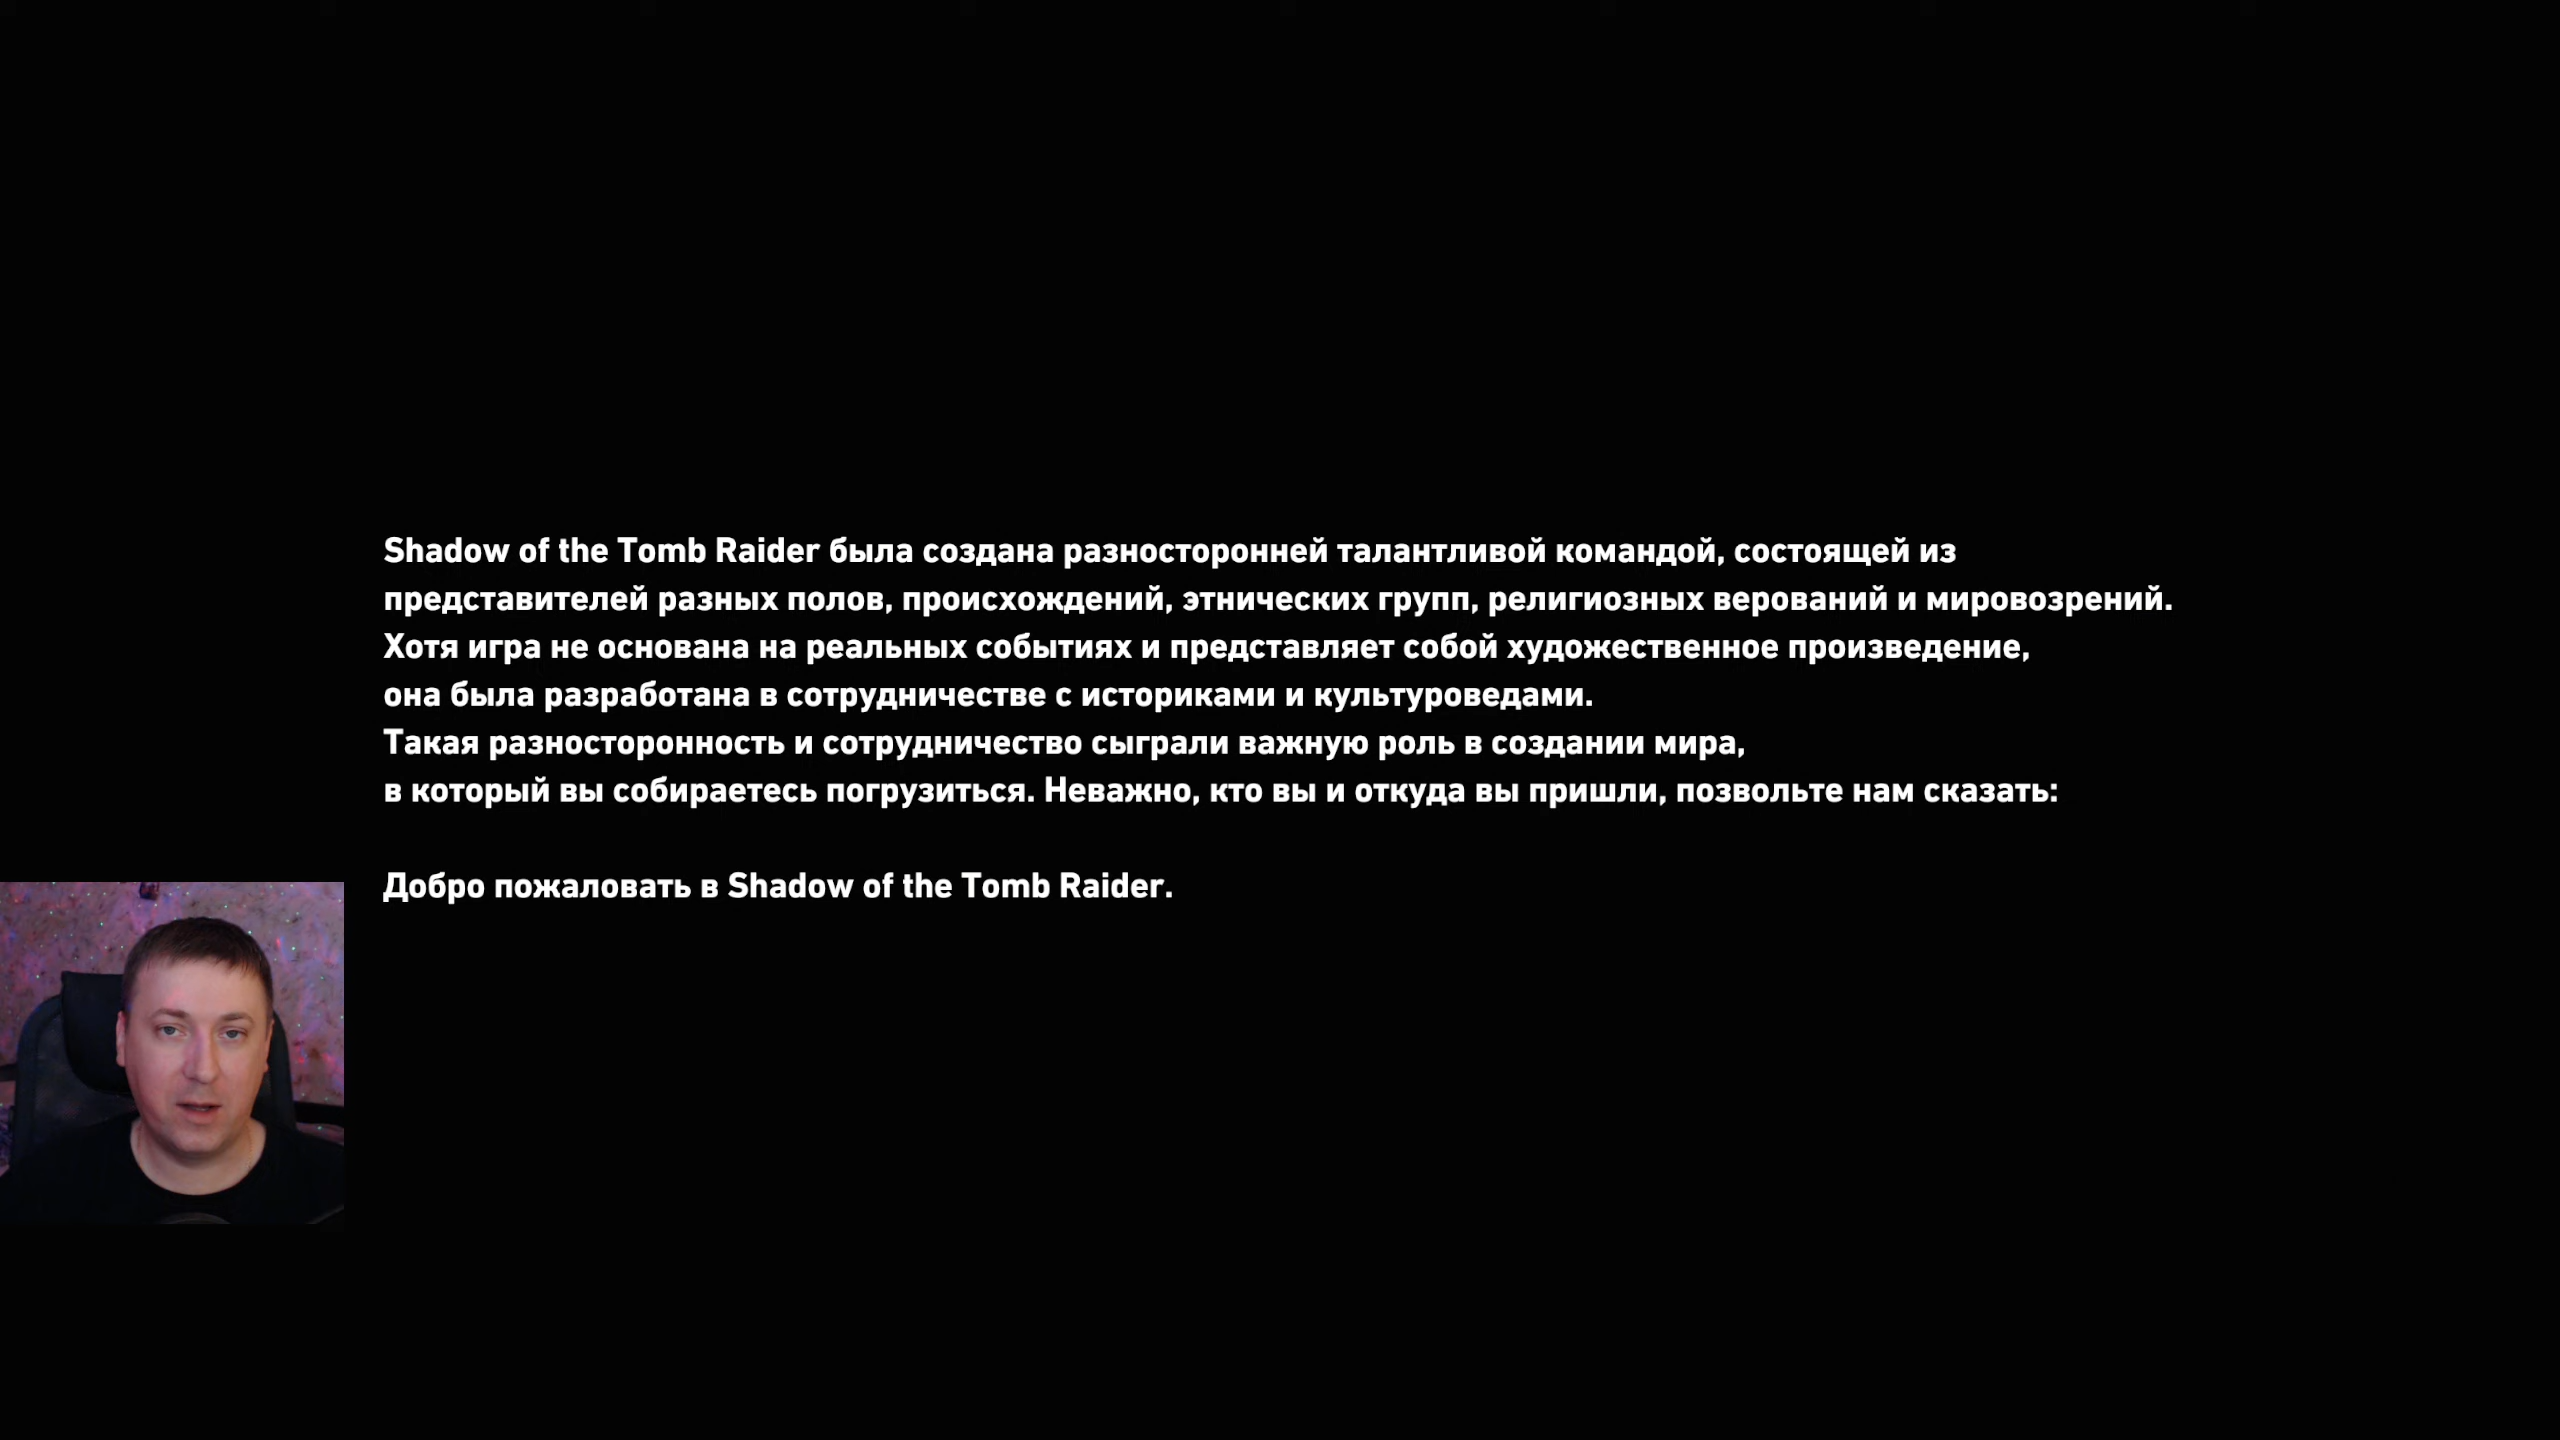 Shadow of the Tomb Raider была создана разносторонней талантливой командой, состоящей из
представителей разных полов, происхождений, этнических групп, религиозных верований и мировозрений.
Хотя игра не основана на реальных событиях и представляет собой художественное произведение,
она была разработана в сотрудничестве с историками и культуроведами.
Такая разносторонность и сотрудничество сыграли важную роль в создании мира,
в который вы собираетесь погрузиться. Неважно, кто вы и откуда вы пришли, позвольте нам сказать:
Добро пожаловать в Shadow of the Tomb Raider.